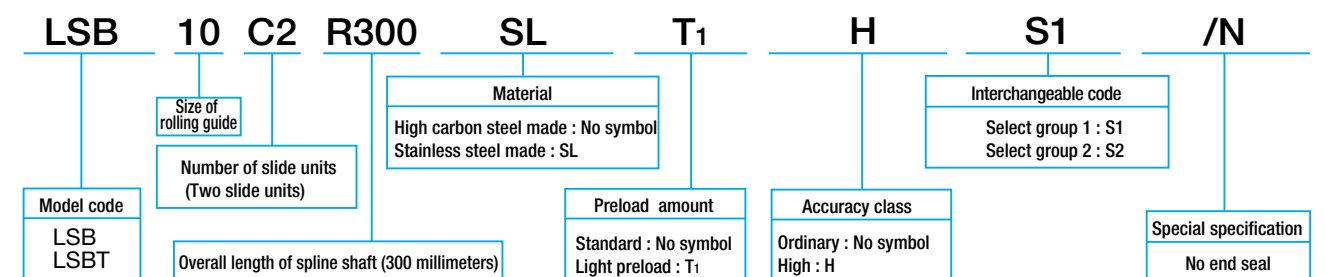 LSB 10 C2 R300 SL T1 H S1 /N
Size of
rolling guide
Material
High carbon steel made : No symbol
Stainless steel made : SL
Interchangeable code
Select group 1 : S1
Select group 2 : S2
Number of slide units
(Two slide units)
Model code
LSB
LSBT
Overall length of spline shaft (300 millimeters)
Preload amount
Standard : No symbol
Light preload : T1
Accuracy class
Ordinary : No symbol
High : H
Special specification
No end seal